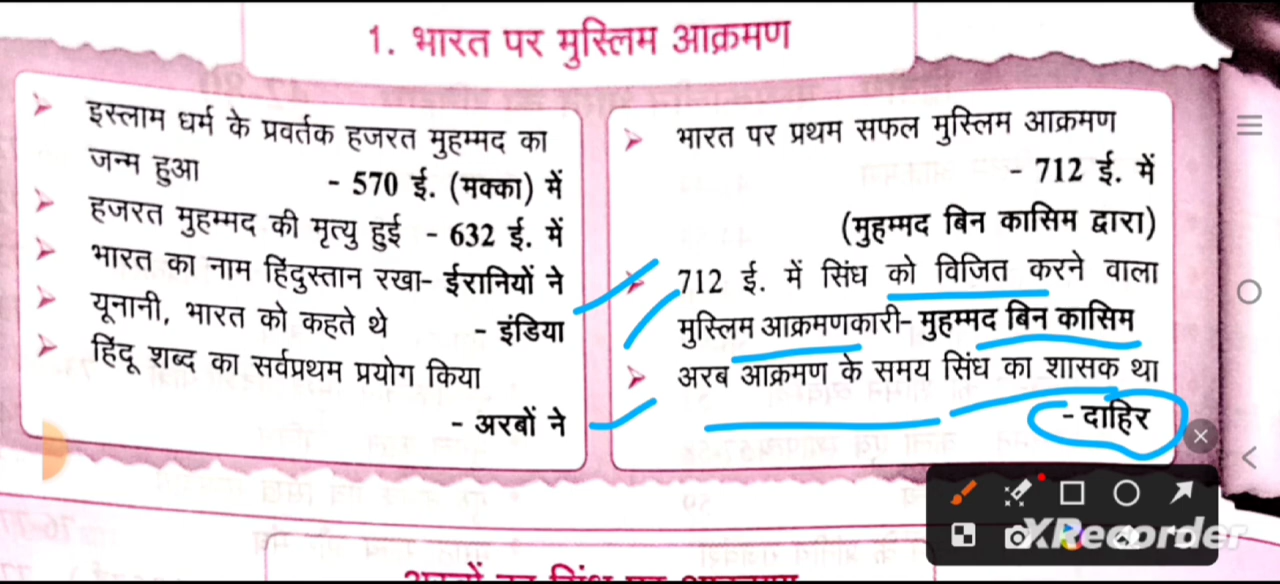 1. भारत पर मुस्लिम आक्रमण
इस्लाम धर्म के प्रवर्तक हजरत मुहम्मद का
जन्म हुआ - 570 ई. (मक्का) में
हजरत मुहम्मद की मृत्यु हुई - 632 ई. में
भारत का नाम हिंदुस्तान रखा- ईरानियों ने
यूनानी, भारत को कहते थे - इंडिया
हिंदू शब्द का सर्वप्रथम प्रयोग किया
- अरबों ने
भारत पर प्रथम सफल मुस्लिम आक्रमण
- 712 ई. में
(मुहम्मद बिन कासिम द्वारा)
712 ई. में सिंध को विजित करने वाला
मुस्लिम आक्रमणकारी- मुहम्मद बिन कासिम
अरब आक्रमण के समय सिंध का शासक था
- दाहिर
XRecorder